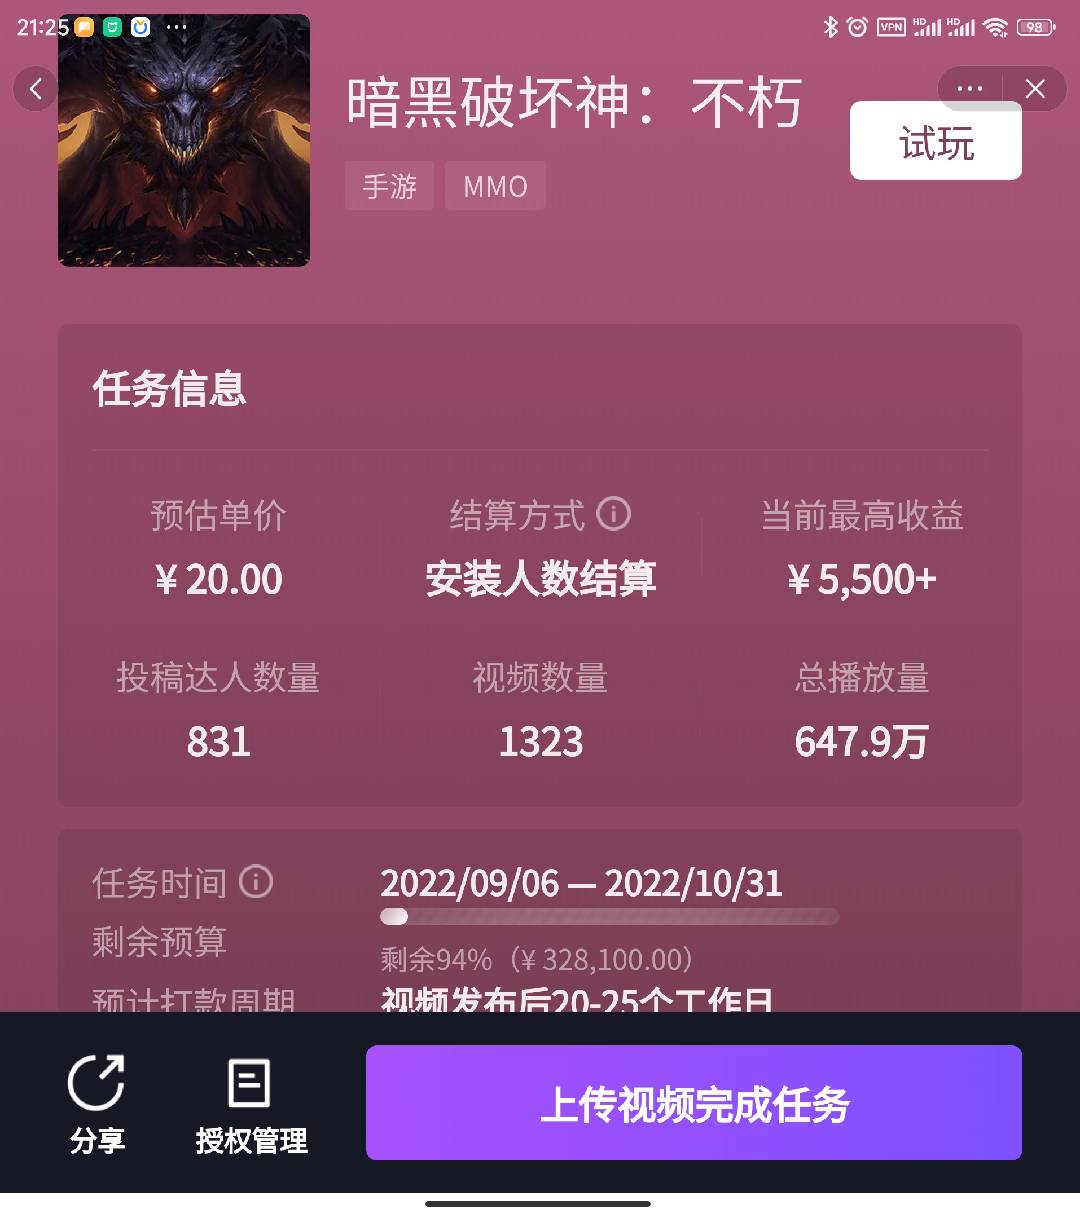 21:25
VPN HD HD 98
暗黑破坏神：不朽
试玩
手游 MMO
任务信息
预估单价 结算方式 当前最高收益
¥20.00 安装人数结算 ¥5,500+
投稿达人数量 视频数量 总播放量
831 1323 647.9万
任务时间 2022/09/06 — 2022/10/31
剩余预算
剩余94%（¥328,100.00）
预计打款周期 视频发布后20-25个工作日
分享 授权管理 上传视频完成任务